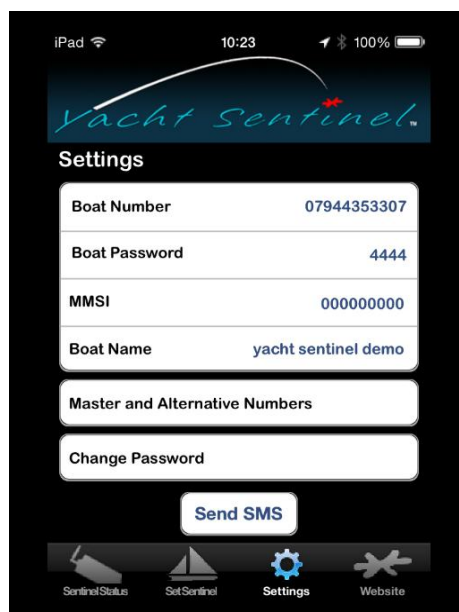 iPad 10:23 100%
Yacht Sentinel™
Settings
Boat Number 07944353307
Boat Password 4444
MMSI 000000000
Boat Name yacht sentinel demo
Master and Alternative Numbers
Change Password
Send SMS
Sentinel Status Set Sentinel Settings Website